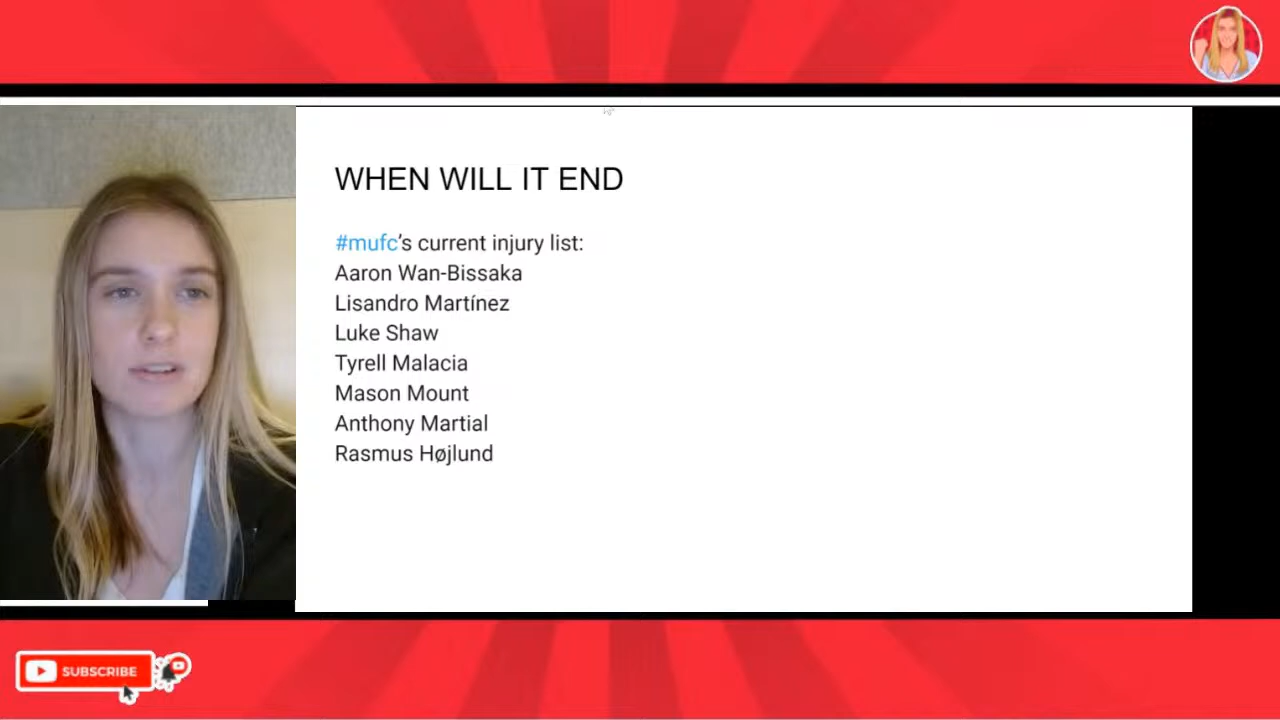 WHEN WILL IT END
#mufc's current injury list:
Aaron Wan-Bissaka
Lisandro Martínez
Luke Shaw
Tyrell Malacia
Mason Mount
Anthony Martial
Rasmus Højlund
SUBSCRIBE